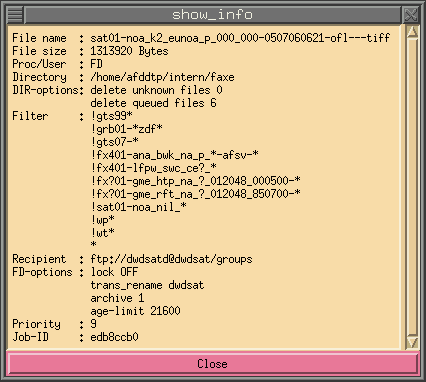 show_info
File name : sat01-noa_k2_eunoa_p_000_000-0507060621-ofl---tiff
File size : 1313920 Bytes
Proc/User : FD
Directory : /home/afddtp/intern/faxe
DIR-options: delete unknown files 0
delete queued files 6
Filter : !gts99*
!grb01-*zdf*
!gts07-*
!fx401-ana_bwk_na_p_*-afsv-*
!fx401-lfpw_swc_ce?_*
!fx?01-gme_htp_na_?_012048_000500-*
!fx?01-gme_rft_na_?_012048_850700-*
!sat01-noa_nil_*
!wp*
!wt*
*
Recipient : ftp://dwdsatd@dwdsat/groups
FD-options : lock OFF
trans_rename dwdsat
archive 1
age-limit 21600
Priority : 9
Job-ID : edb8ccb0
Close